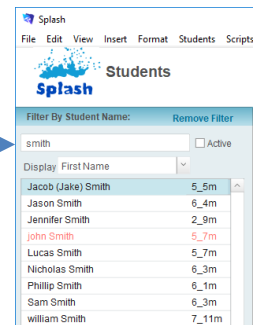 Splash
File Edit View Insert Format Students Scripts
Splash Students
Filter By Student Name: Remove Filter
smith Active
Display First Name
Jacob (Jake) Smith 5_5m
Jason Smith 6_4m
Jennifer Smith 2_9m
john Smith 5_7m
Lucas Smith 5_7m
Nicholas Smith 6_3m
Phillip Smith 6_1m
Sam Smith 6_3m
william Smith 7_11m